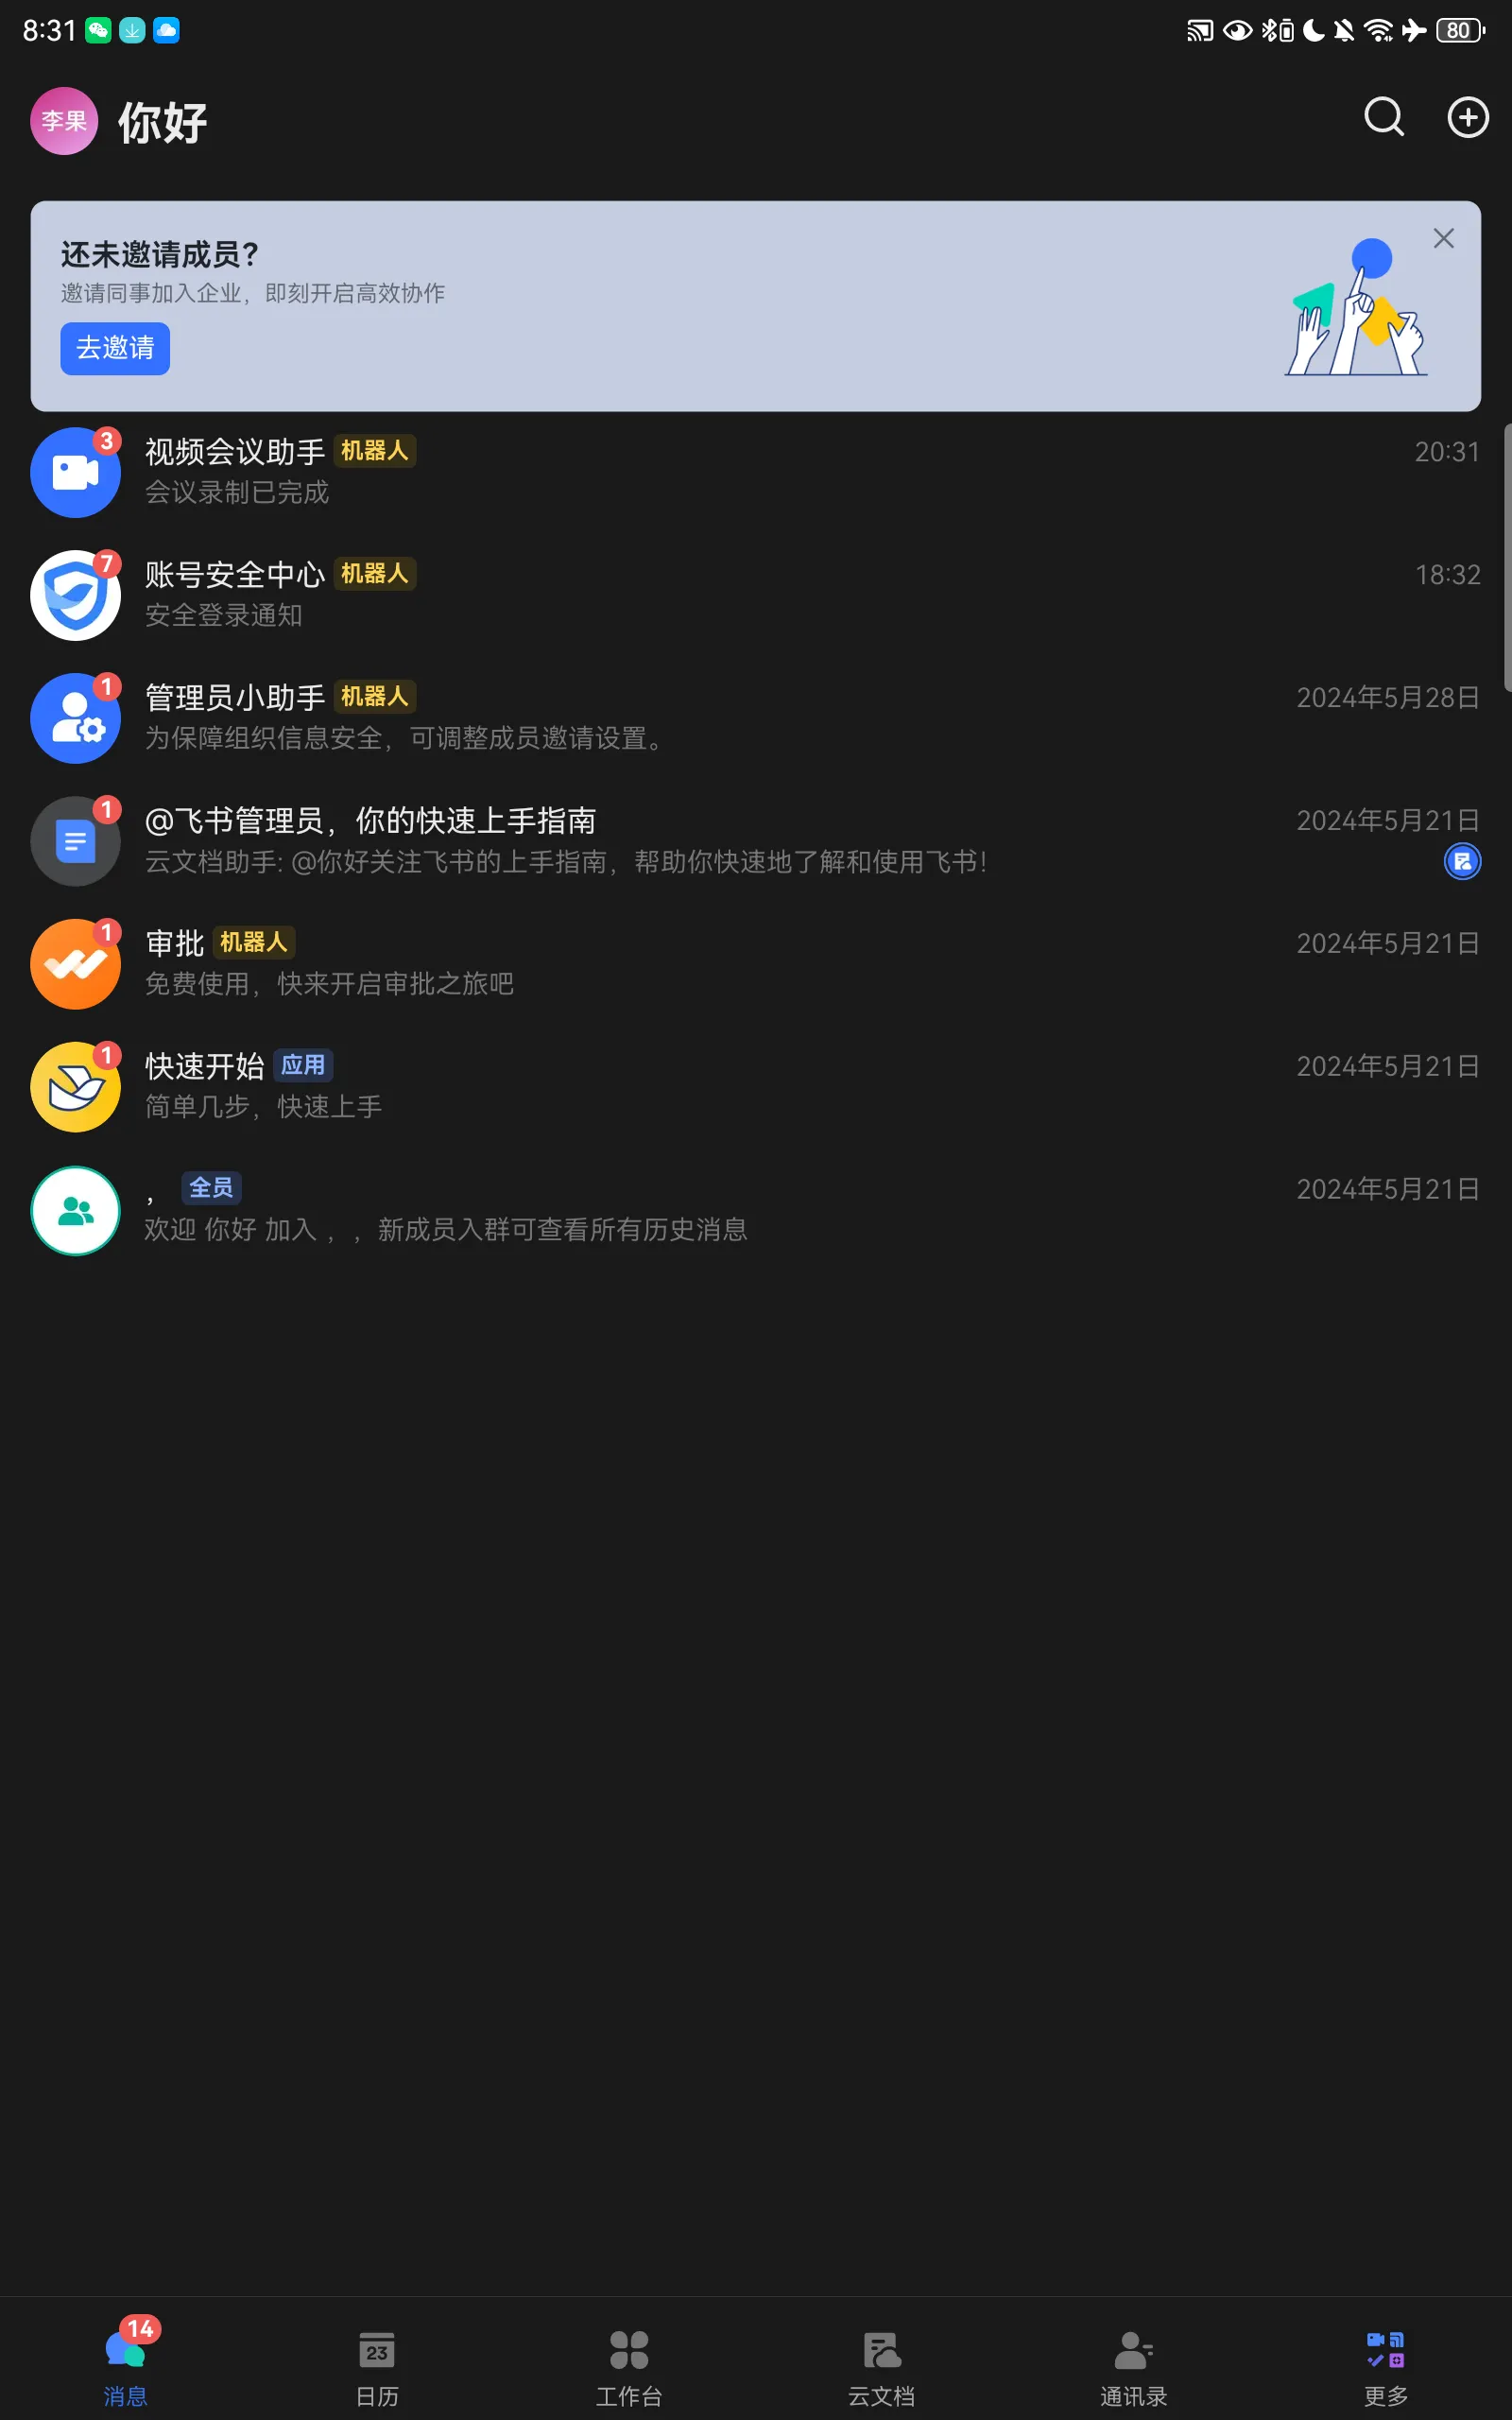 8:31
80
李果 你好
还未邀请成员？
邀请同事加入企业，即刻开启高效协作
去邀请
3
视频会议助手 机器人 20:31
会议录制已完成
7
账号安全中心 机器人 18:32
安全登录通知
1
管理员小助手 机器人 2024年5月28日
为保障组织信息安全，可调整成员邀请设置。
1
@飞书管理员，你的快速上手指南 2024年5月21日
云文档助手: @你好关注飞书的上手指南，帮助你快速地了解和使用飞书!
1
审批 机器人 2024年5月21日
免费使用，快来开启审批之旅吧
1
快速开始 应用 2024年5月21日
简单几步，快速上手
， 全员 2024年5月21日
欢迎 你好 加入 ，，新成员入群可查看所有历史消息
14
23
消息 日历 工作台 云文档 通讯录 更多